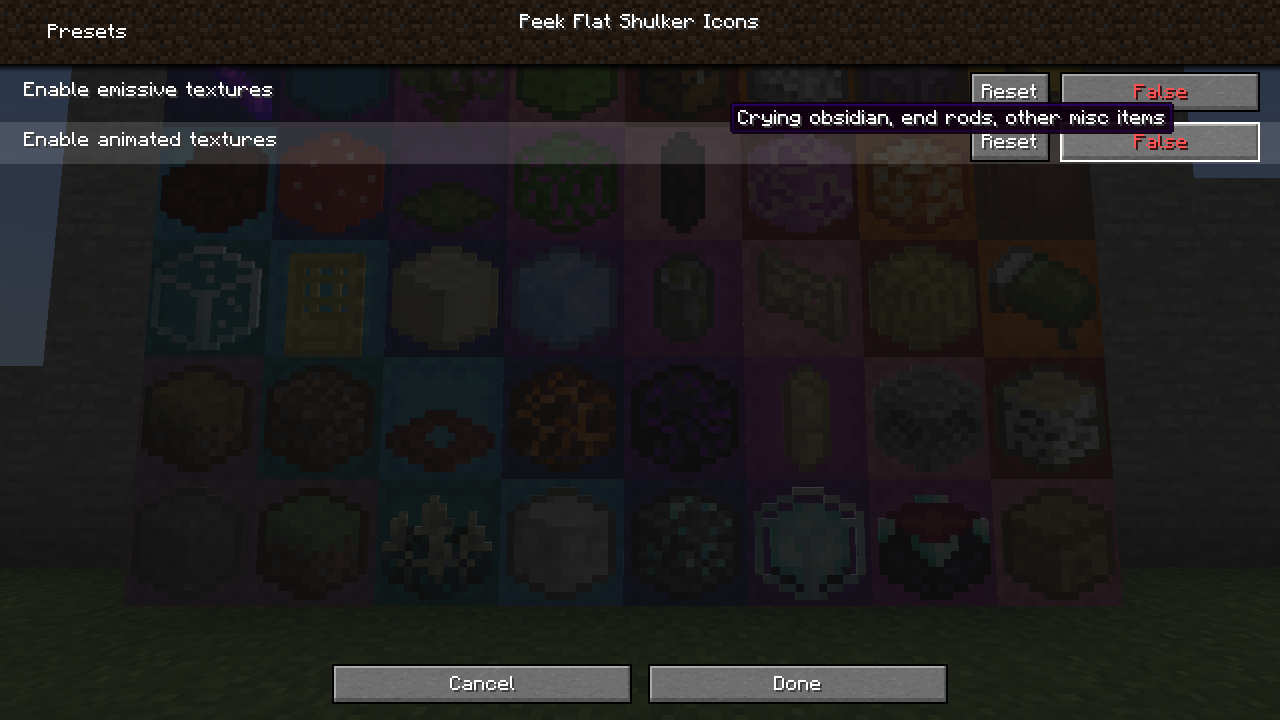 Peek Flat Shulker Icons
Presets
Enable emissive textures
Reset
False
Crying obsidian, end rods, other misc items
Enable animated textures
Reset
False
Cancel
Done